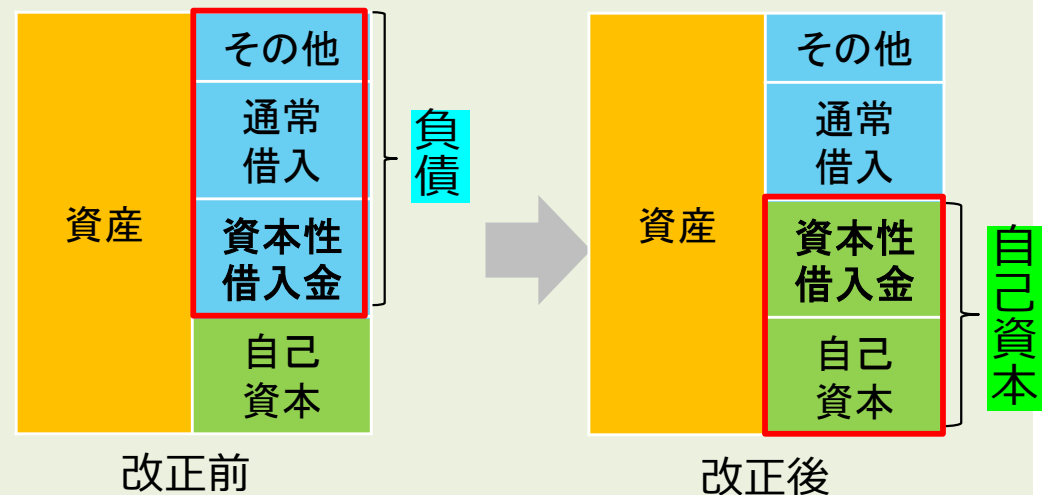 資産
その他
通常
借入
資本性
借入金
自己
資本
負債
改正前
資産
その他
通常
借入
資本性
借入金
自己
資本
自己資本
改正後